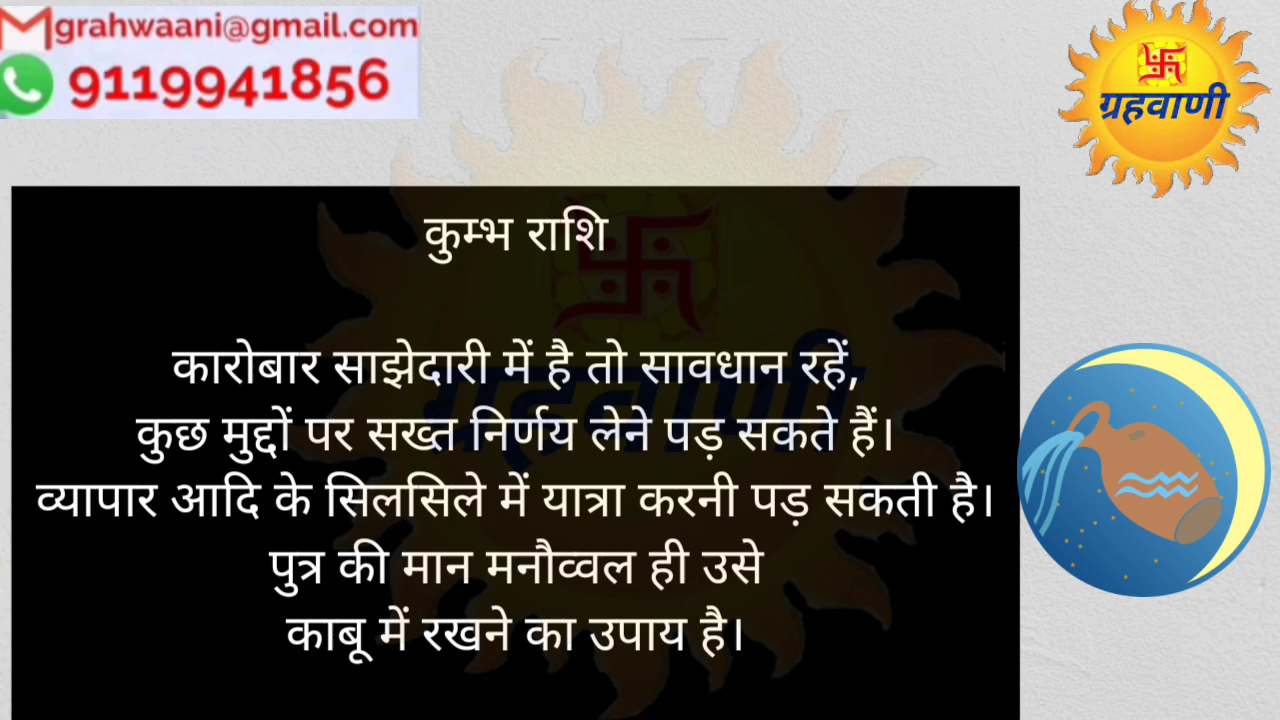 grahwaani@gmail.com
9119941856
ग्रहवाणी
कुम्भ राशि
कारोबार साझेदारी में है तो सावधान रहें,
कुछ मुद्दों पर सख्त निर्णय लेने पड़ सकते हैं।
व्यापार आदि के सिलसिले में यात्रा करनी पड़ सकती है।
पुत्र की मान मनौव्वल ही उसे
काबू में रखने का उपाय है।
ग्रहवाणी